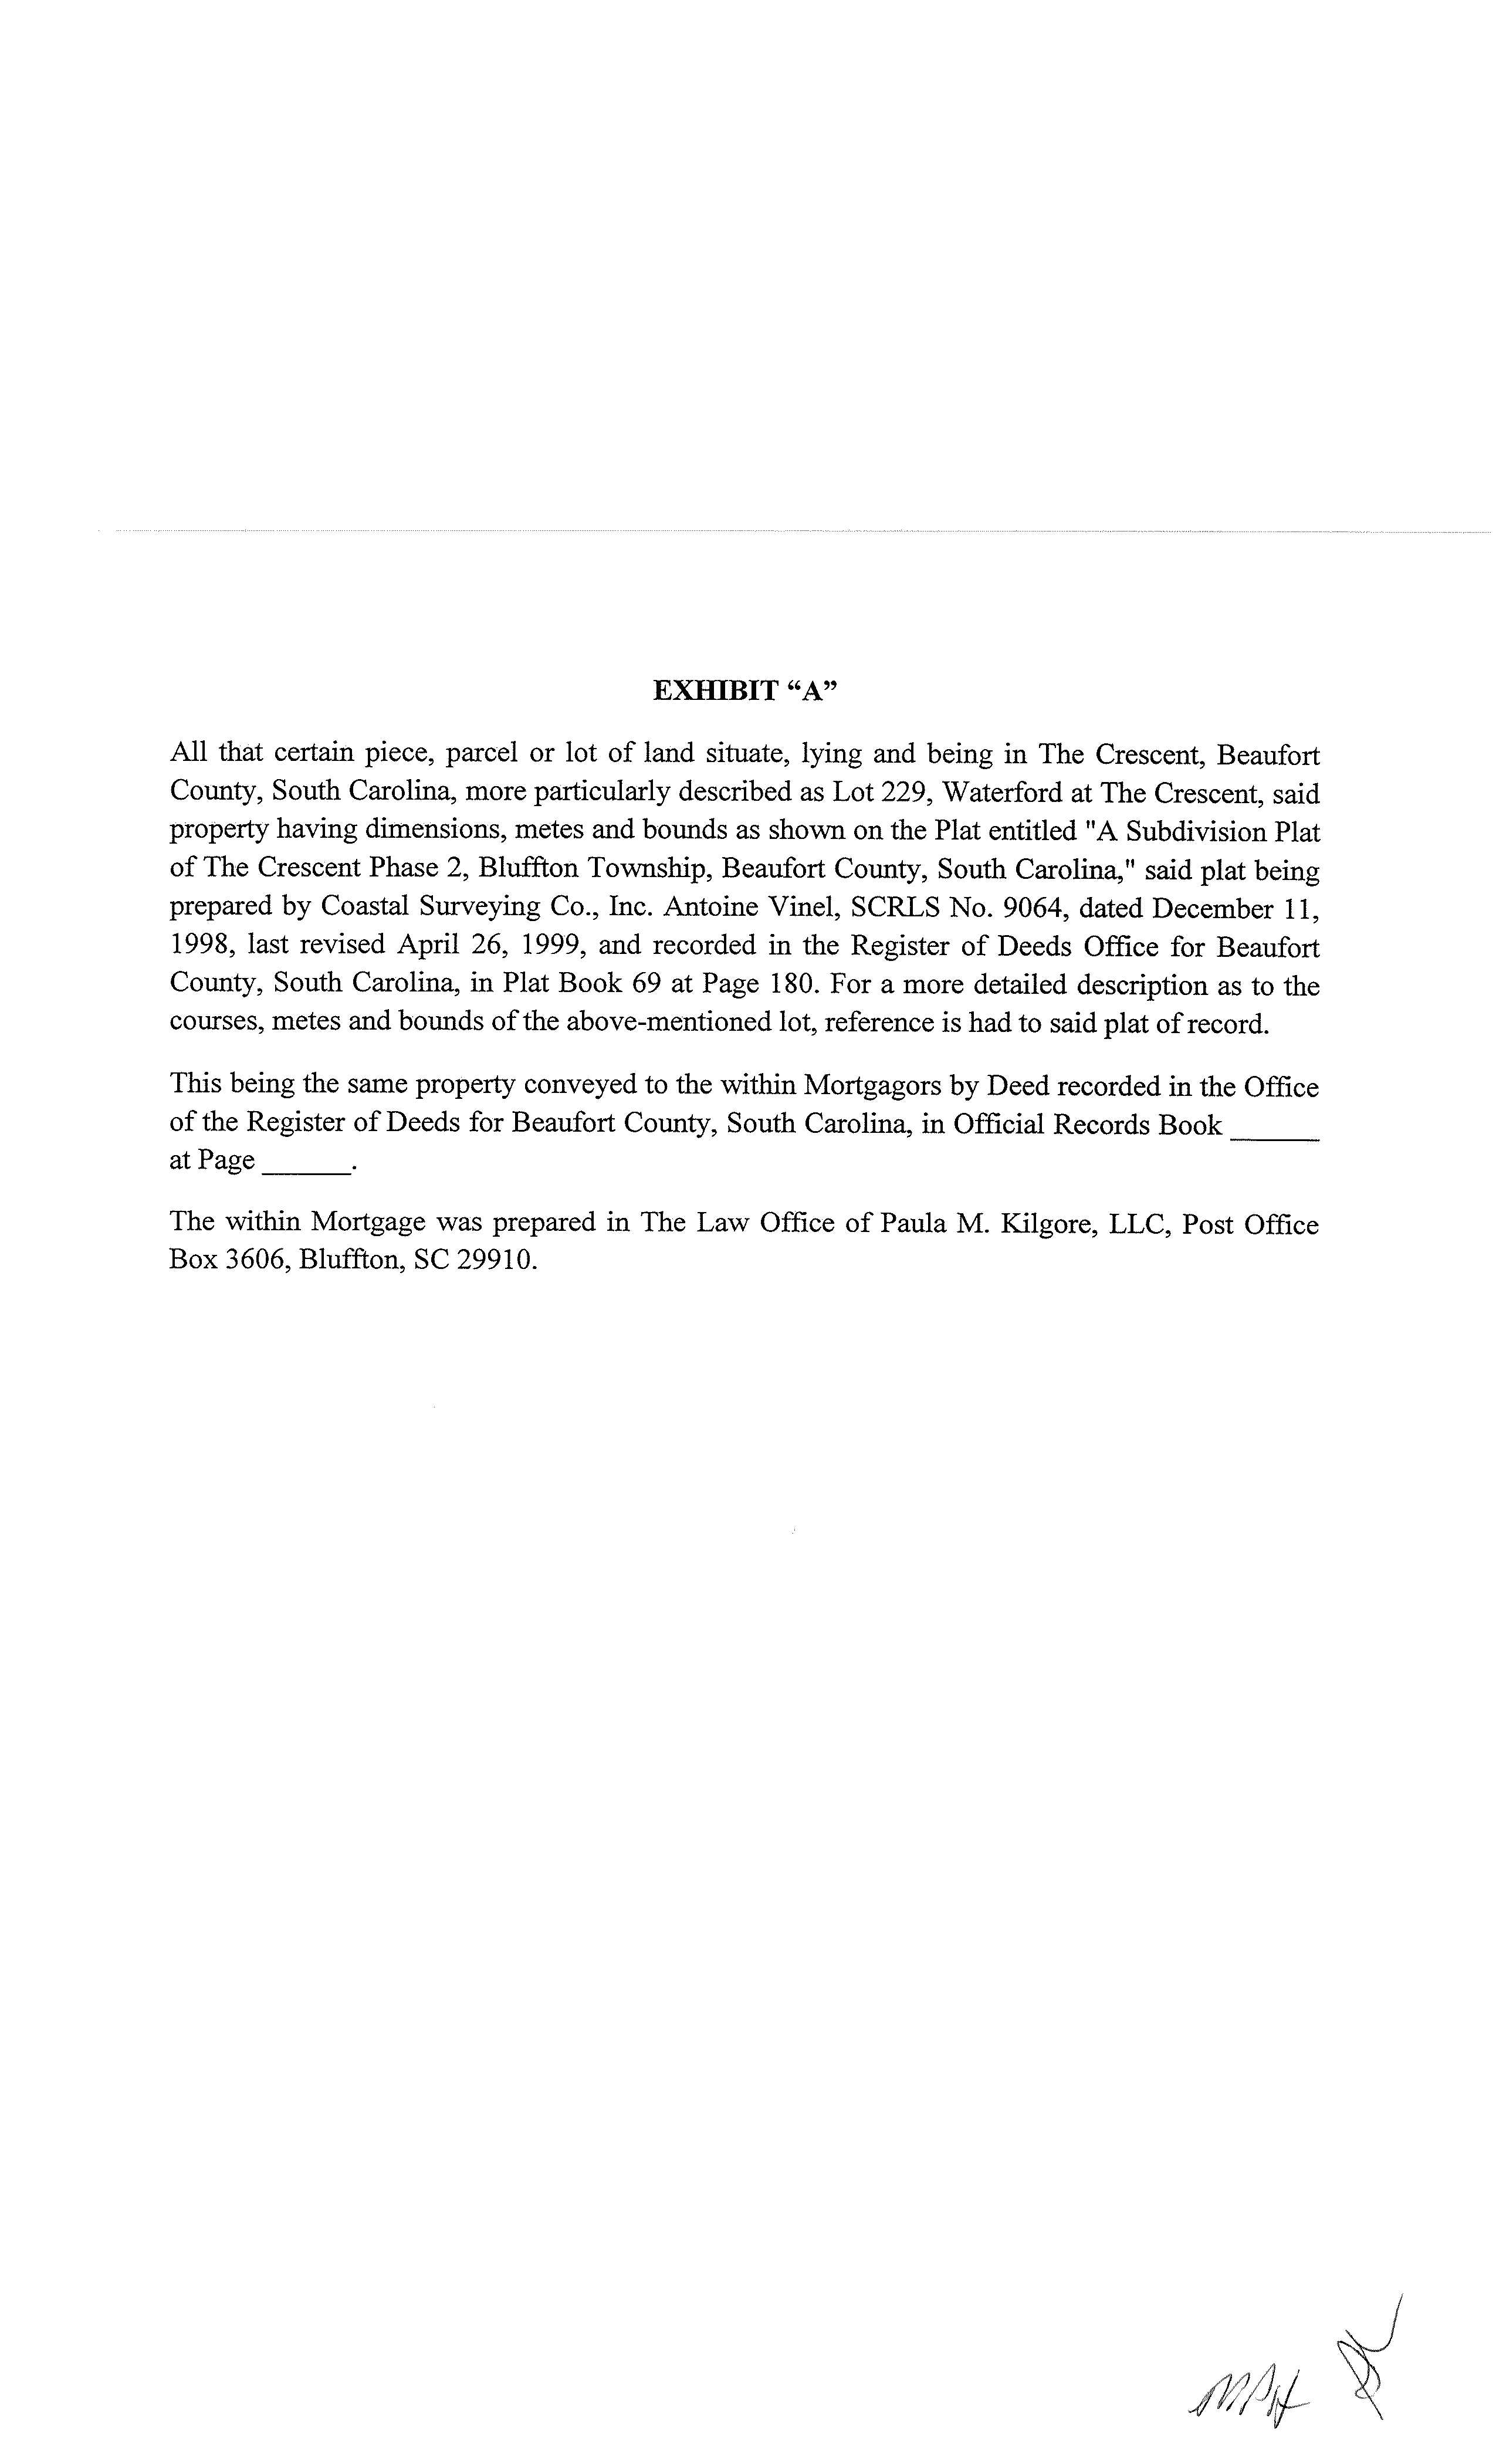 EXHIBIT “A”
All that certain piece, parcel or lot of land situate, lying and being in The Crescent, Beaufort
County, South Carolina, more particularly described as Lot 229, Waterford at The Crescent, said
property having dimensions, metes and bounds as shown on the Plat entitled "A Subdivision Plat
of The Crescent Phase 2, Bluffton Township, Beaufort County, South Carolina," said plat being
prepared by Coastal Surveying Co., Inc. Antoine Vinel, SCRLS No. 9064, dated December 11,
1998, last revised April 26, 1999, and recorded in the Register of Deeds Office for Beaufort
County, South Carolina, in Plat Book 69 at Page 180. For a more detailed description as to the
courses, metes and bounds of the above-mentioned lot, reference is had to said plat of record.
This being the same property conveyed to the within Mortgagors by Deed recorded in the Office
of the Register of Deeds for Beaufort County, South Carolina, in Official Records Book ______
at Page ______.
The within Mortgage was prepared in The Law Office of Paula M. Kilgore, LLC, Post Office
Box 3606, Bluffton, SC 29910.